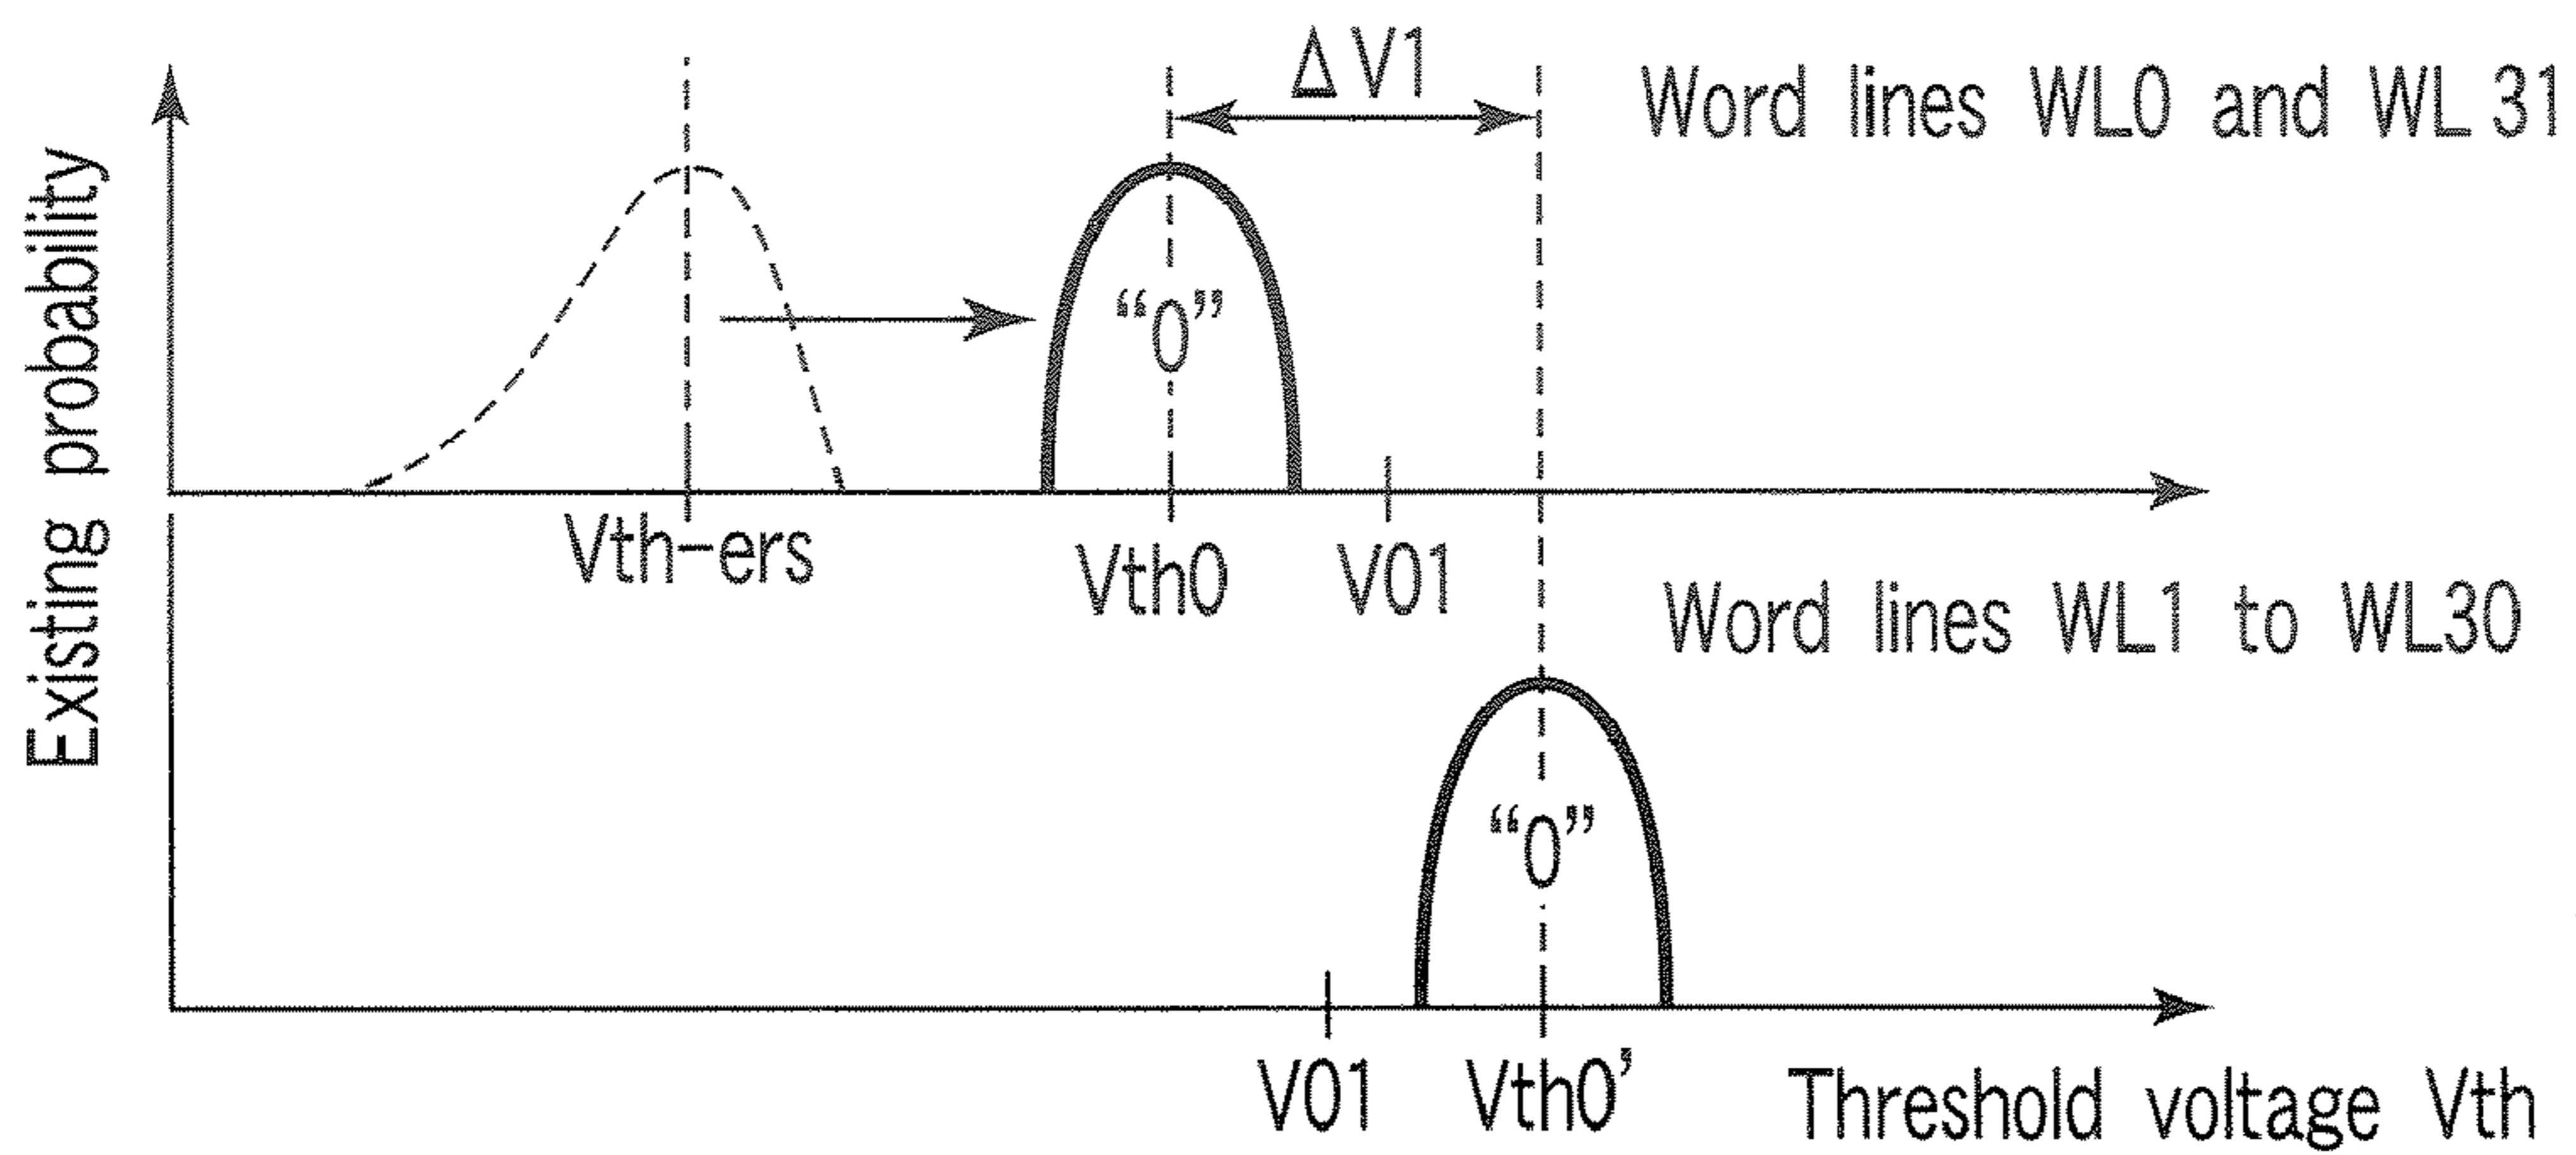 Existing probability
ΔV1
Word lines WL0 and WL 31
“0”
Vth-ers
Vth0
V01
Word lines WL1 to WL30
“0”
V01
Vth0’
Threshold voltage Vth